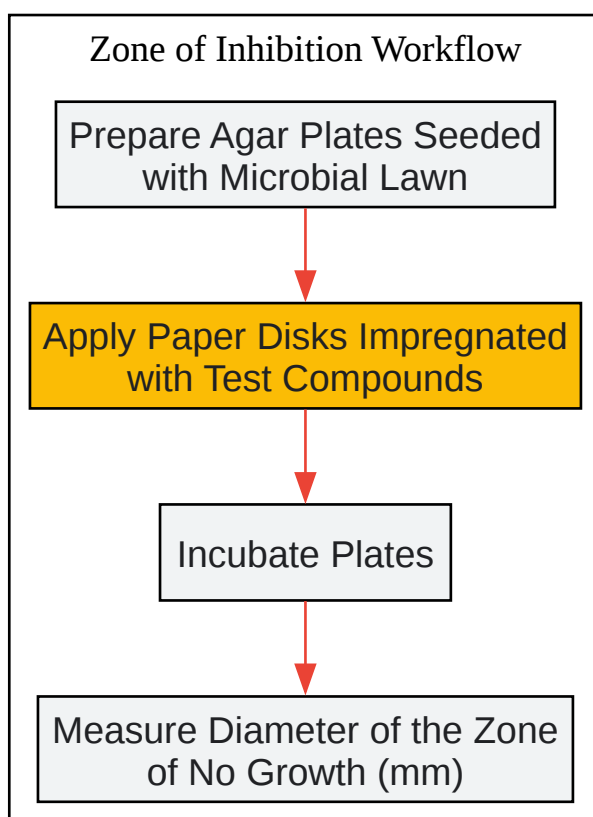 Zone of Inhibition Workflow
Prepare Agar Plates Seeded
with Microbial Lawn
Apply Paper Disks Impregnated
with Test Compounds
Incubate Plates
Measure Diameter of the Zone
of No Growth (mm)